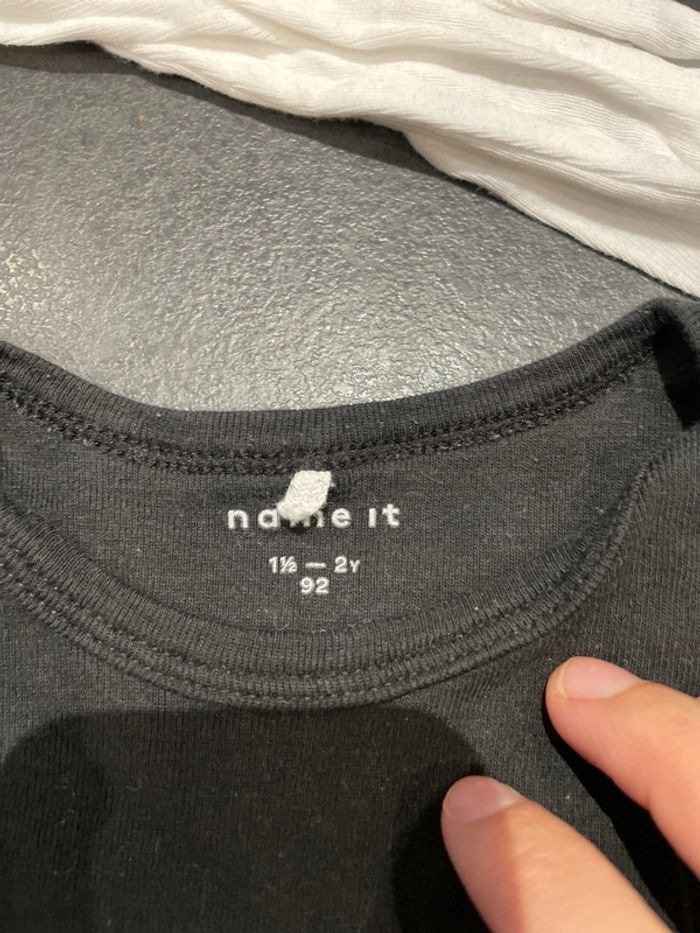 name it
1½ — 2Y
92